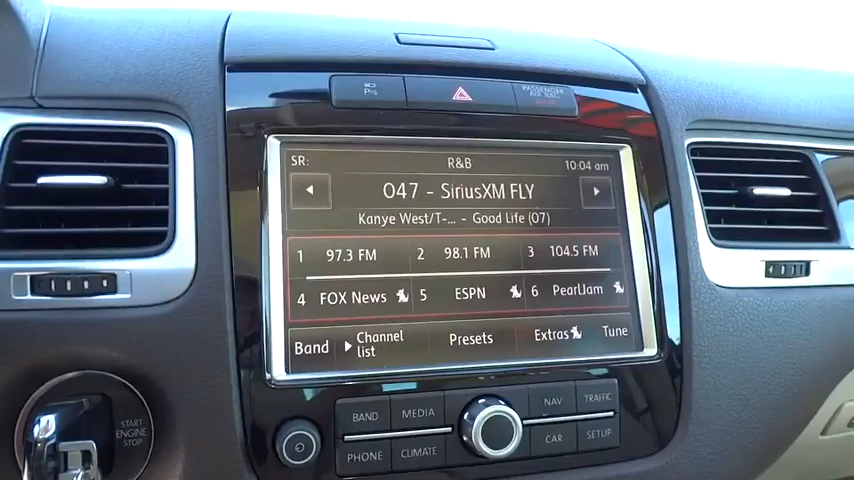 P
PASSENGER
AIR BAG
SR:
R&B
10:04 am
047 - SiriusXM FLY
Kanye West/T-... - Good Life (07)
1 97.3 FM
2 98.1 FM
3 104.5 FM
4 FOX News
5 ESPN
6 PearlJam
Band
Channel
list
Presets
Extras
Tune
BAND
MEDIA
NAV
TRAFFIC
PHONE
CLIMATE
CAR
SETUP
START
ENGINE
STOP